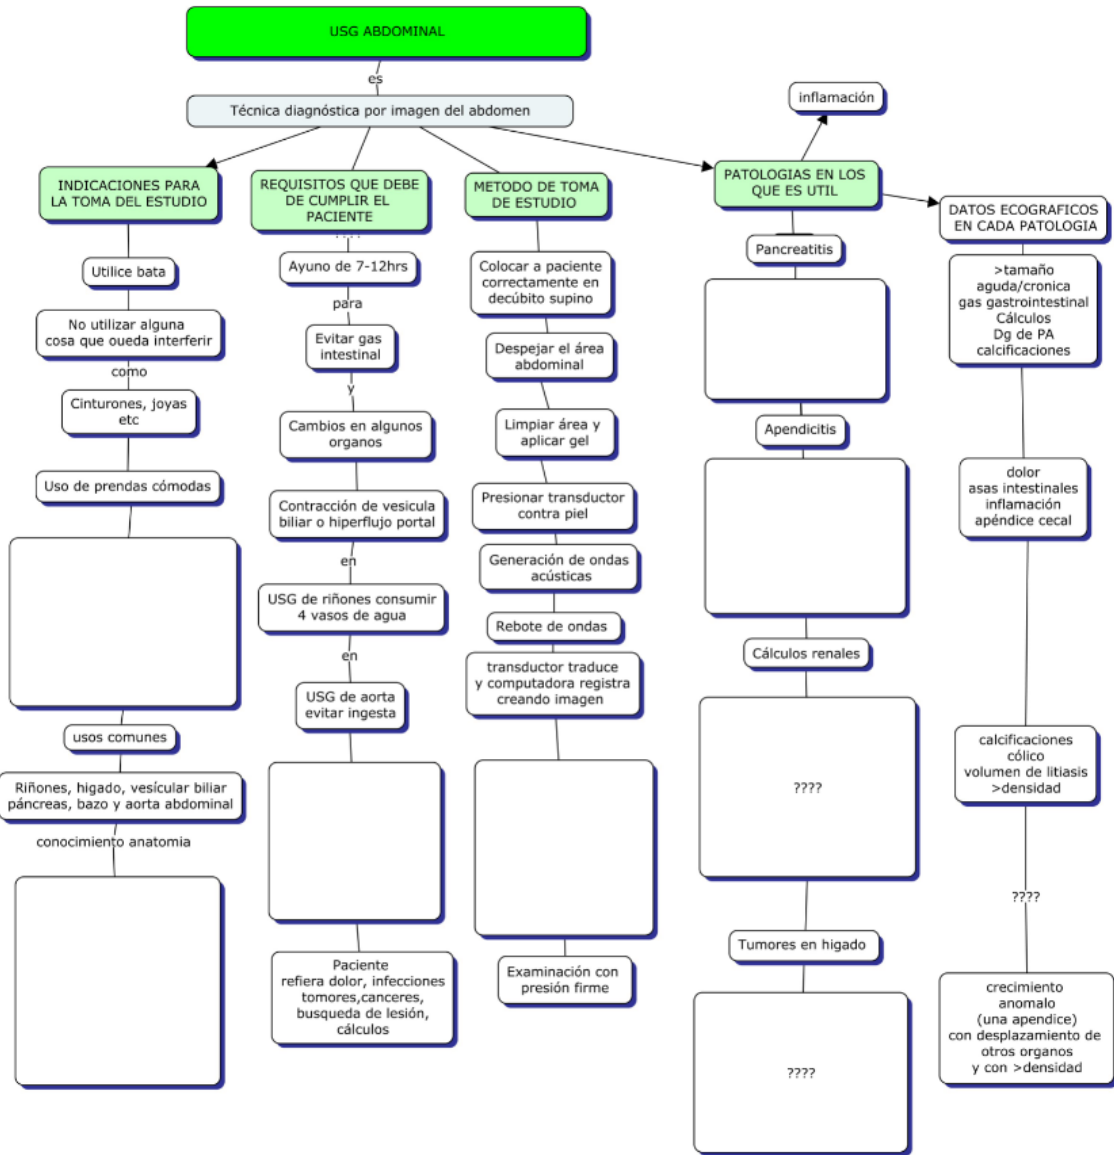 USG ABDOMINAL
es
Técnica diagnóstica por imagen del abdomen
INDICACIONES PARA
LA TOMA DEL ESTUDIO
Utilice bata
No utilizar alguna
cosa que oueda interferir
como
Cinturones, joyas
etc
Uso de prendas cómodas
usos comunes
Riñones, higado, vesícular biliar
páncreas, bazo y aorta abdominal
conocimiento anatomia
REQUISITOS QUE DEBE
DE CUMPLIR EL
PACIENTE
....
Ayuno de 7-12hrs
para
Evitar gas
intestinal
y
Cambios en algunos
organos
Contracción de vesicula
biliar o hiperflujo portal
en
USG de riñones consumir
4 vasos de agua
en
USG de aorta
evitar ingesta
Paciente
refiera dolor, infecciones
tomores,canceres,
busqueda de lesión,
cálculos
METODO DE TOMA
DE ESTUDIO
Colocar a paciente
correctamente en
decúbito supino
Despejar el área
abdominal
Limpiar área y
aplicar gel
Presionar transductor
contra piel
Generación de ondas
acústicas
Rebote de ondas
transductor traduce
y computadora registra
creando imagen
Examinación con
presión firme
PATOLOGIAS EN LOS
QUE ES UTIL
inflamación
Pancreatitis
Apendicitis
Cálculos renales
????
Tumores en higado
????
DATOS ECOGRAFICOS
EN CADA PATOLOGIA
>tamaño
aguda/cronica
gas gastrointestinal
Cálculos
Dg de PA
calcificaciones
dolor
asas intestinales
inflamación
apéndice cecal
calcificaciones
cólico
volumen de litiasis
>densidad
????
crecimiento
anomalo
(una apendice)
con desplazamiento de
otros organos
y con >densidad